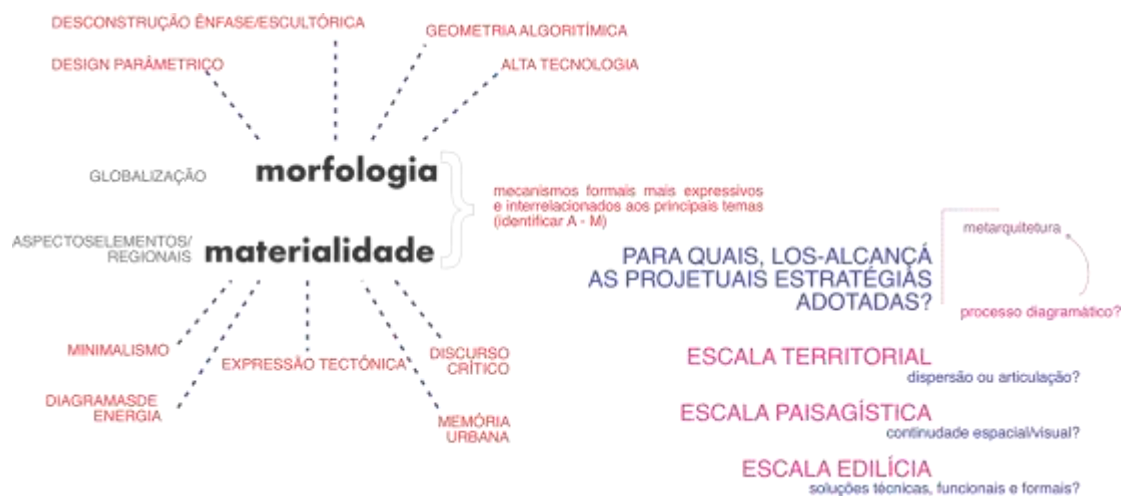 DESCONSTRUÇÃO ÊNFASE/ESCULTÓRICA
GEOMETRIA ALGORITÍMICA
DESIGN PARÂMETRICO
ALTA TECNOLOGIA
GLOBALIZAÇÃO
morfologia
mecanismos formais mais expressivos
e interrelacionados aos principais temas
(identificar A - M)
ASPECTOSELEMENTOS/
REGIONAIS
materialidade
MINIMALISMO
EXPRESSÃO TECTÓNICA
DISCURSO
CRÍTICO
DIAGRAMASDE
ENERGIA
MEMÓRIA
URBANA
metarquitetura
PARA QUAIS, LOS-ALCANÇÁ
AS PROJETUAIS ESTRATÉGIAS
ADOTADAS?
processo diagramático?
ESCALA TERRITORIAL
dispersão ou articulação?
ESCALA PAISAGÍSTICA
continudade espacial/visual?
ESCALA EDILÍCIA
soluções técnicas, funcionais e formais?